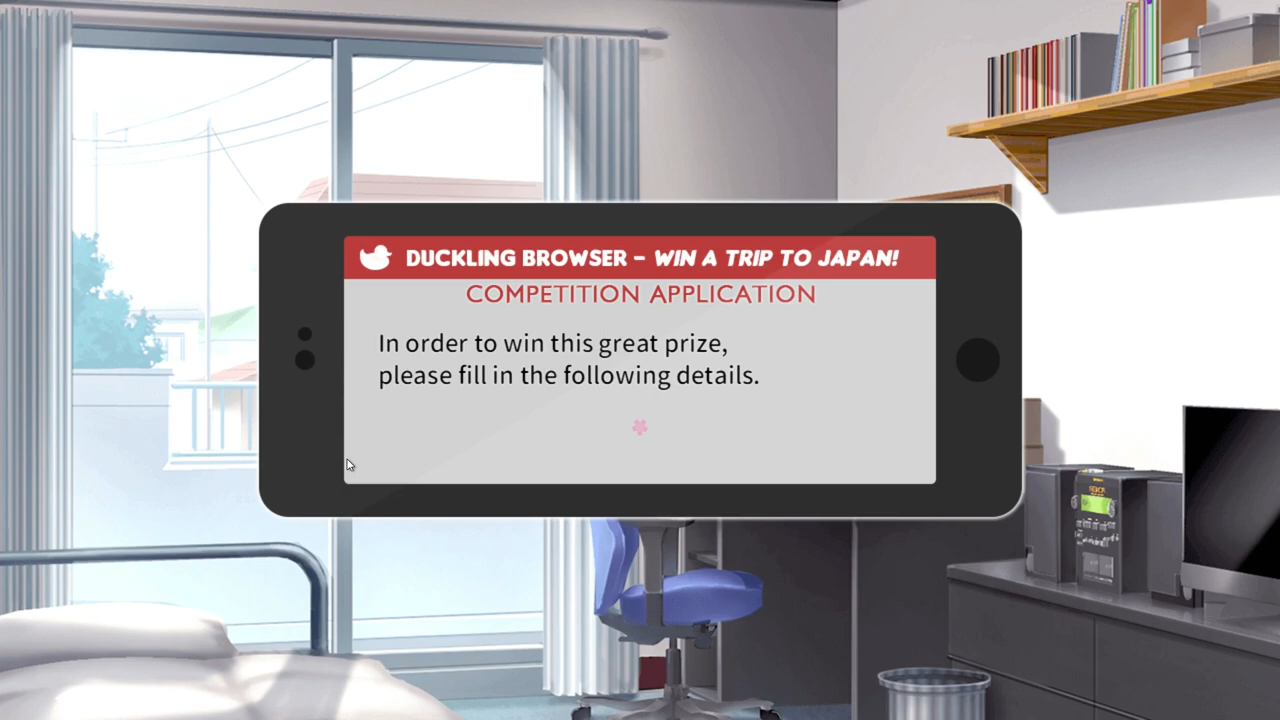 DUCKLING BROWSER – WIN A TRIP TO JAPAN!
COMPETITION APPLICATION
In order to win this great prize,
please fill in the following details.